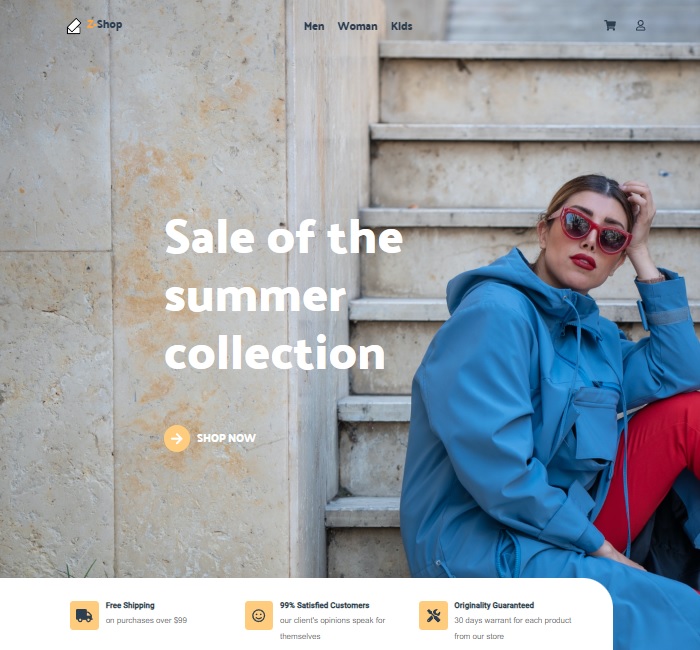 Shop
Men Woman Kids
Sale of the
summer
collection
SHOP NOW
Free Shipping
on purchases over $99
99% Satisfied Customers
our client's opinions speak for
themselves
Originality Guaranteed
30 days warrant for each product
from our store